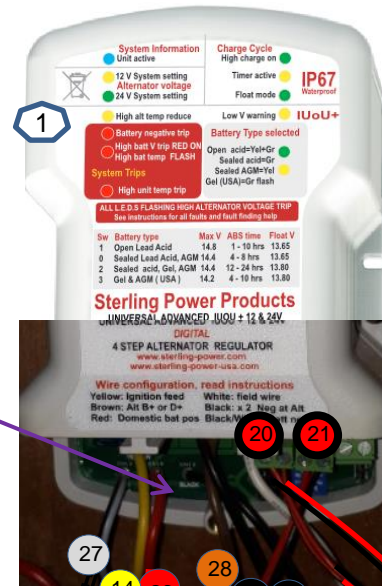 System Information
Unit active
Charge Cycle
High charge on
12 V System setting
Alternator voltage
24 V System setting
Timer active
Float mode
IP67
Waterproof
High alt temp reduce
Low V warning
IUoU+
1
Battery negative trip
High batt V trip RED ON
High bat temp FLASH
System Trips
High unit temp trip
Battery Type selected
Open acid=Yel+Gr
Sealed acid=Gr
Sealed AGM=Yel
Gel (USA)=Gr flash
ALL L.E.D.S FLASHING HIGH ALTERNATOR VOLTAGE TRIP
See instructions for all faults and fault finding help
Sw Battery type Max V ABS time Float V
1 Open Lead Acid 14.8 1 - 10 hrs 13.65
0 Sealed Lead Acid, AGM 14.4 4 - 8 hrs 13.65
2 Sealed acid, Gel, AGM 14.4 12 - 24 hrs 13.80
3 Gel & AGM ( USA ) 14.2 4 - 10 hrs 13.80
Sterling Power Products
UNIVERSAL ADVANCED IUOU + 12 & 24V
DIGITAL
4 STEP ALTERNATOR REGULATOR
www.sterling-power.com
www.sterling-power-usa.com
Wire configuration, read instructions
Yellow: Ignition feed White: field wire
Brown: Alt B+ or D+ Black: x 2 Neg at Alt
Red: Domestic bat pos
20
21
BLACK
27
28
14